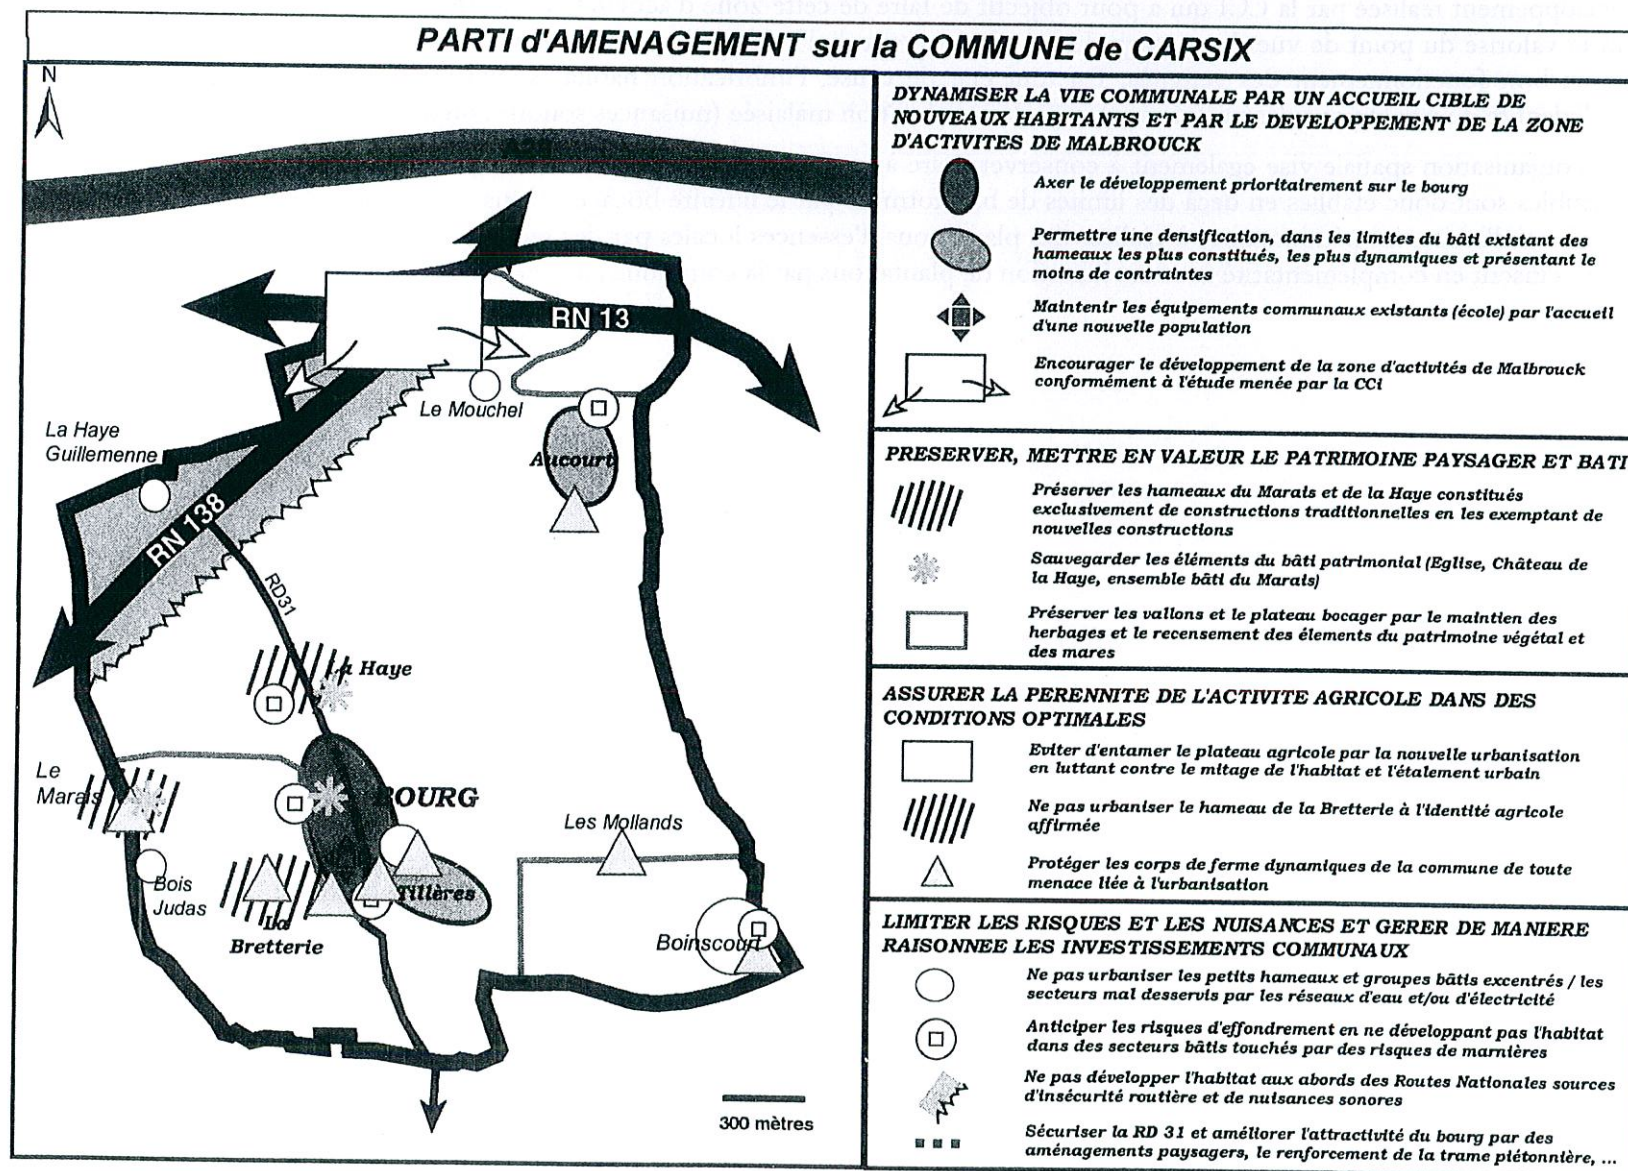 PARTI d'AMENAGEMENT sur la COMMUNE de CARSIX
N
A28
RN 13
Le Mouchel
La Haye
Guillemenne
Aucourt
RN 138
RD31
La Haye
Le
Marais
BOURG
Les Mollands
Bois
Judas
Tillères
La
Bretterie
Boinscourt
300 mètres
DYNAMISER LA VIE COMMUNALE PAR UN ACCUEIL CIBLE DE
NOUVEAUX HABITANTS ET PAR LE DEVELOPPEMENT DE LA ZONE
D'ACTIVITES DE MALBROUCK
Axer le développement prioritairement sur le bourg
Permettre une densification, dans les limites du bâti existant des
hameaux les plus constitués, les plus dynamiques et présentant le
moins de contraintes
Maintenir les équipements communaux existants (école) par l'accueil
d'une nouvelle population
Encourager le développement de la zone d'activités de Malbrouck
conformément à l'étude menée par la CCi
PRESERVER, METTRE EN VALEUR LE PATRIMOINE PAYSAGER ET BATI
Préserver les hameaux du Marais et de la Haye constitués
exclusivement de constructions traditionnelles en les exemptant de
nouvelles constructions
Sauvegarder les éléments du bâti patrimonial (Eglise, Château de
la Haye, ensemble bâti du Marais)
Préserver les vallons et le plateau bocager par le maintien des
herbages et le recensement des élements du patrimoine végétal et
des mares
ASSURER LA PERENNITE DE L'ACTIVITE AGRICOLE DANS DES
CONDITIONS OPTIMALES
Eviter d'entamer le plateau agricole par la nouvelle urbanisation
en luttant contre le mitage de l'habitat et l'étalement urbain
Ne pas urbaniser le hameau de la Bretterie à l'identité agricole
affirmée
Protéger les corps de ferme dynamiques de la commune de toute
menace liée à l'urbanisation
LIMITER LES RISQUES ET LES NUISANCES ET GERER DE MANIERE
RAISONNEE LES INVESTISSEMENTS COMMUNAUX
Ne pas urbaniser les petits hameaux et groupes bâtis excentrés / les
secteurs mal desservis par les réseaux d'eau et/ou d'électricité
Anticiper les risques d'effondrement en ne développant pas l'habitat
dans des secteurs bâtis touchés par des risques de marnières
Ne pas développer l'habitat aux abords des Routes Nationales sources
d'insécurité routière et de nuisances sonores
Sécuriser la RD 31 et améliorer l'attractivité du bourg par des
aménagements paysagers, le renforcement de la trame piétonnière, ...